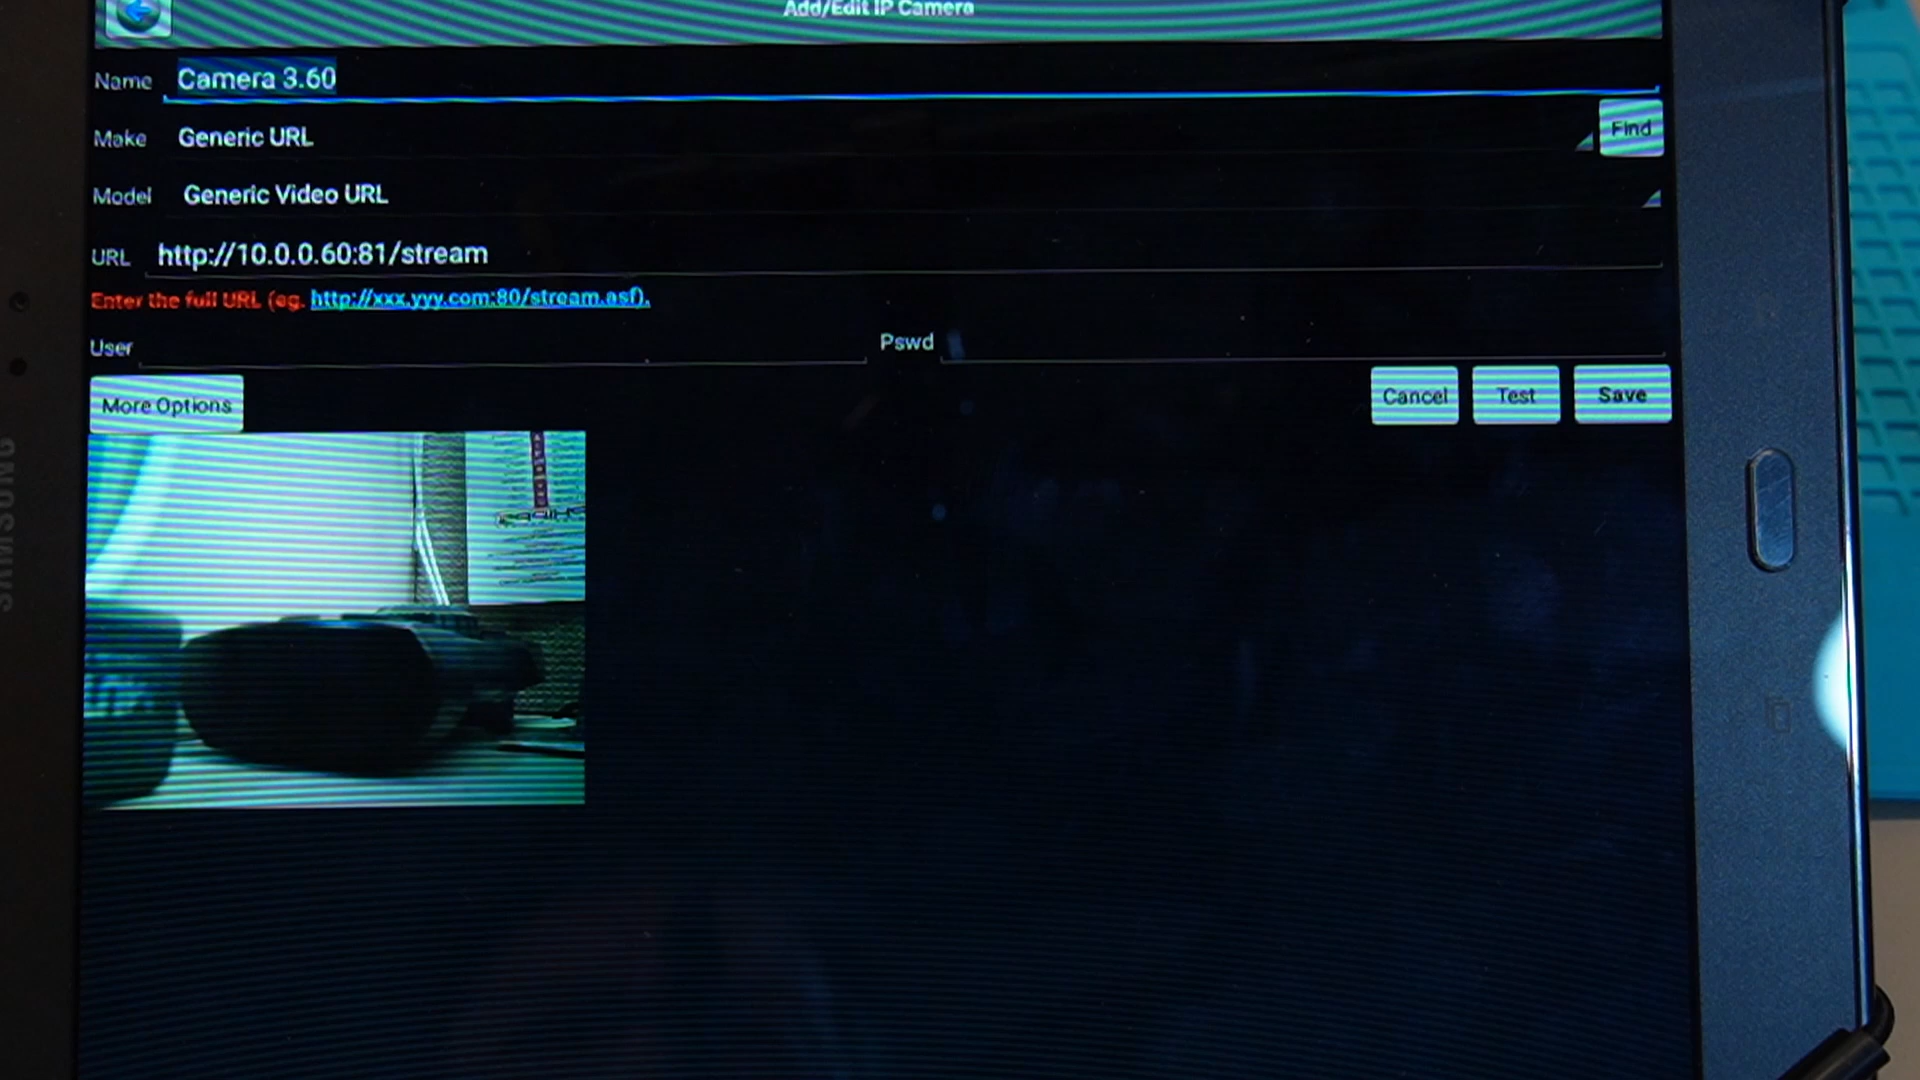 Add/Edit IP Camera
Name Camera 3.60
Make Generic URL Find
Model Generic Video URL
URL http://10.0.0.60:81/stream
Enter the full URL (eg. http://xxx.yyy.com:80/stream.asf).
User Pswd
More Options Cancel Test Save
SAMSUNG